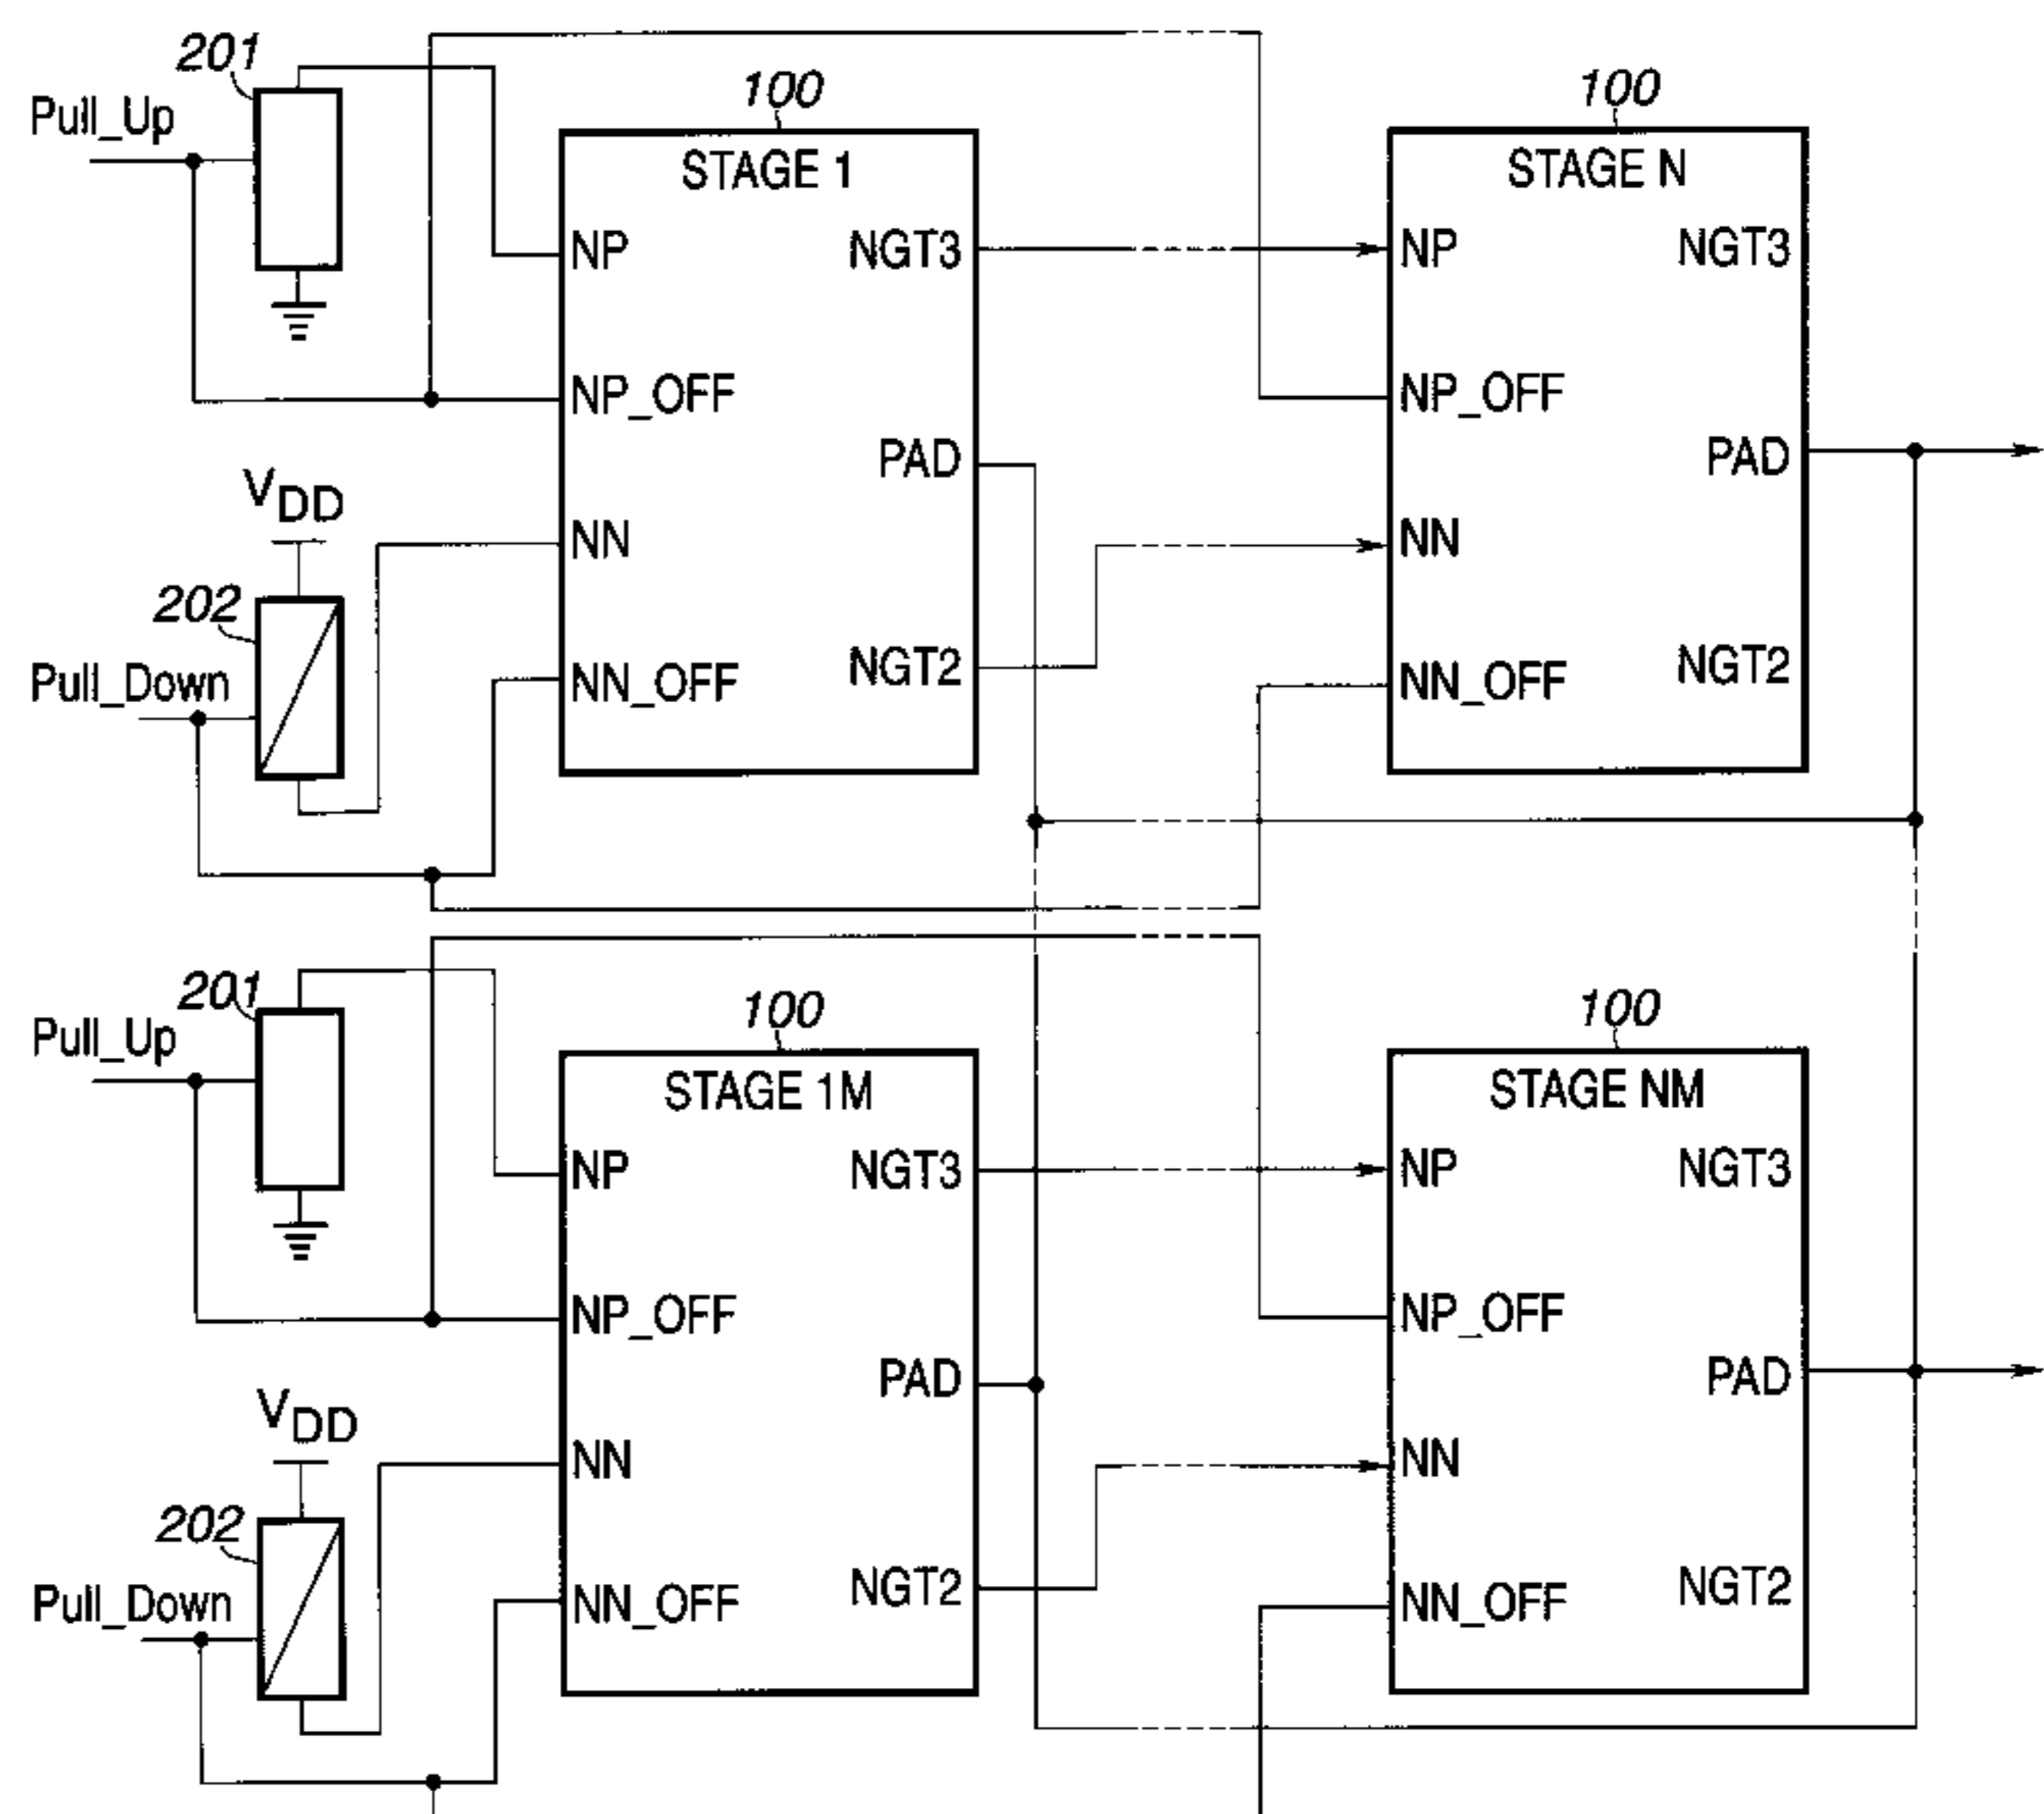 201
100
100
Pull_Up
STAGE 1
STAGE N
NP
NGT3
NP
NGT3
NP_OFF
NP_OFF
PAD
PAD
VDD
NN
NN
202
Pull_Down
NN_OFF
NGT2
NN_OFF
NGT2
201
100
100
Pull_Up
STAGE 1M
STAGE NM
NP
NGT3
NP
NGT3
NP_OFF
NP_OFF
PAD
PAD
VDD
NN
NN
202
Pull_Down
NN_OFF
NGT2
NN_OFF
NGT2